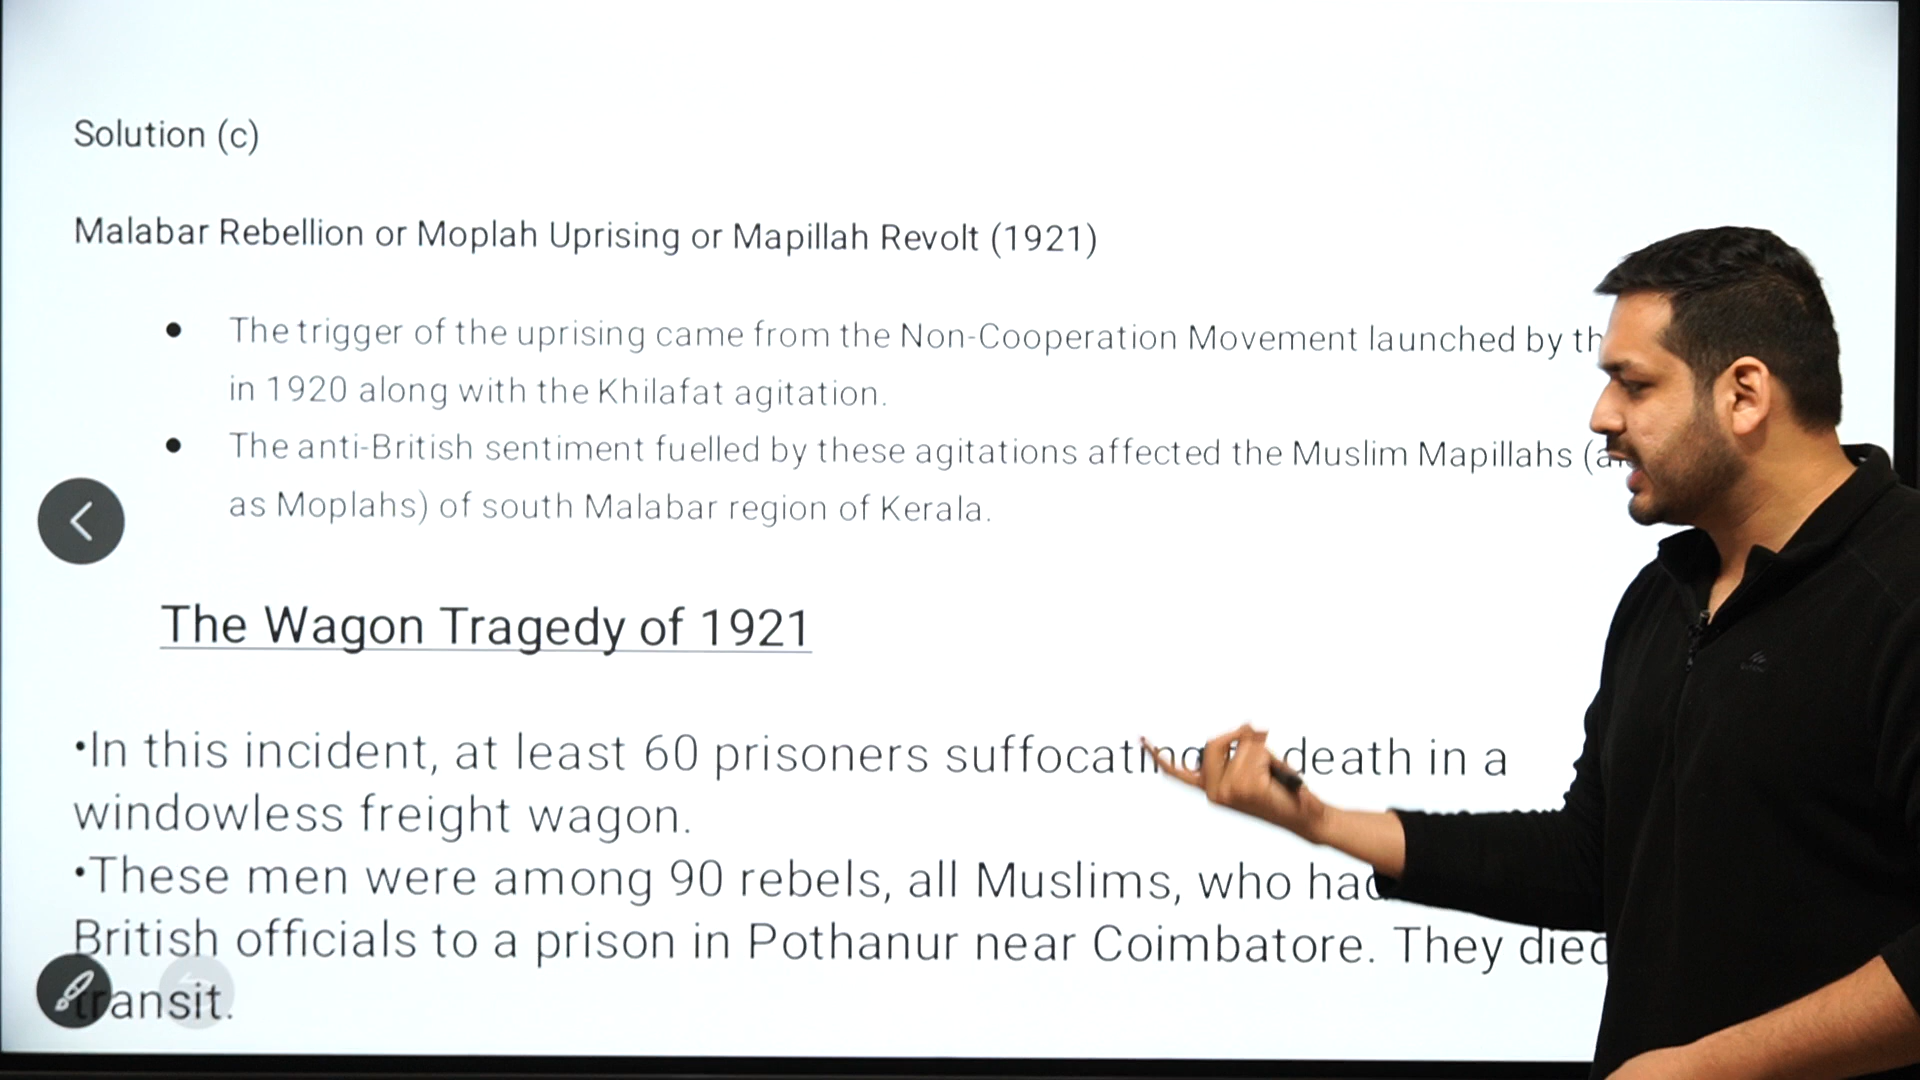 Solution (c)
Malabar Rebellion or Moplah Uprising or Mapillah Revolt (1921)
● The trigger of the uprising came from the Non-Cooperation Movement launched by
in 1920 along with the Khilafat agitation.
● The anti-British sentiment fuelled by these agitations affected the Muslim Mapillahs
as Moplahs) of south Malabar region of Kerala.
The Wagon Tragedy of 1921
•In this incident, at least 60 prisoners suffocating death in a
windowless freight wagon.
•These men were among 90 rebels, all Muslims, who had
British officials to a prison in Pothanur near Coimbatore. They died
transit.